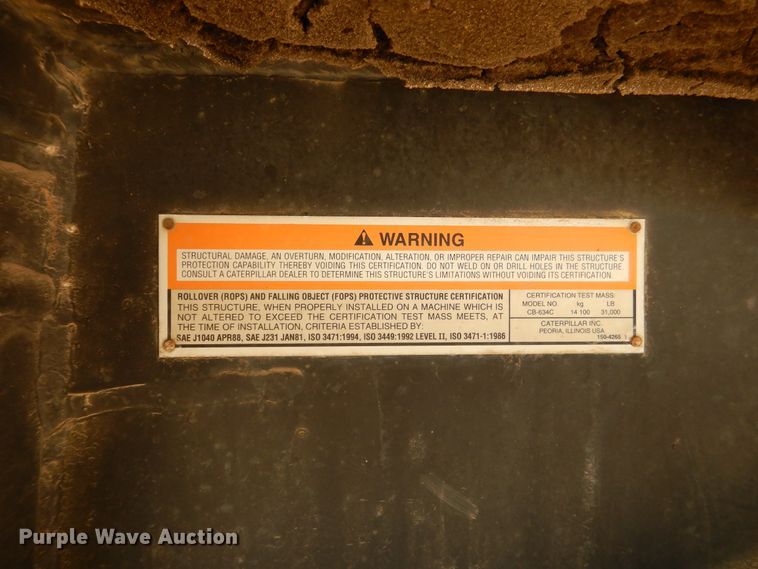 WARNING
STRUCTURAL DAMAGE, AN OVERTURN, MODIFICATION, ALTERATION, OR IMPROPER REPAIR CAN IMPAIR THIS STRUCTURE'S
PROTECTION CAPABILITY THEREBY VOIDING THIS CERTIFICATION. DO NOT WELD ON OR DRILL HOLES IN THE STRUCTURE.
CONSULT A CATERPILLAR DEALER TO DETERMINE THIS STRUCTURE'S LIMITATIONS WITHOUT VOIDING ITS CERTIFICATION.
ROLLOVER (ROPS) AND FALLING OBJECT (FOPS) PROTECTIVE STRUCTURE CERTIFICATION
THIS STRUCTURE, WHEN PROPERLY INSTALLED ON A MACHINE WHICH IS
NOT ALTERED TO EXCEED THE CERTIFICATION TEST MASS MEETS, AT
THE TIME OF INSTALLATION, CRITERIA ESTABLISHED BY:
SAE J1040 APR88, SAE J231 JAN81, ISO 3471:1994, ISO 3449:1992 LEVEL II, ISO 3471-1:1986
CERTIFICATION TEST MASS:
MODEL NO. kg LB
CB-634C 14 100 31,000
CATERPILLAR INC.
PEORIA, ILLINOIS USA
150-4265 1
Purple Wave Auction